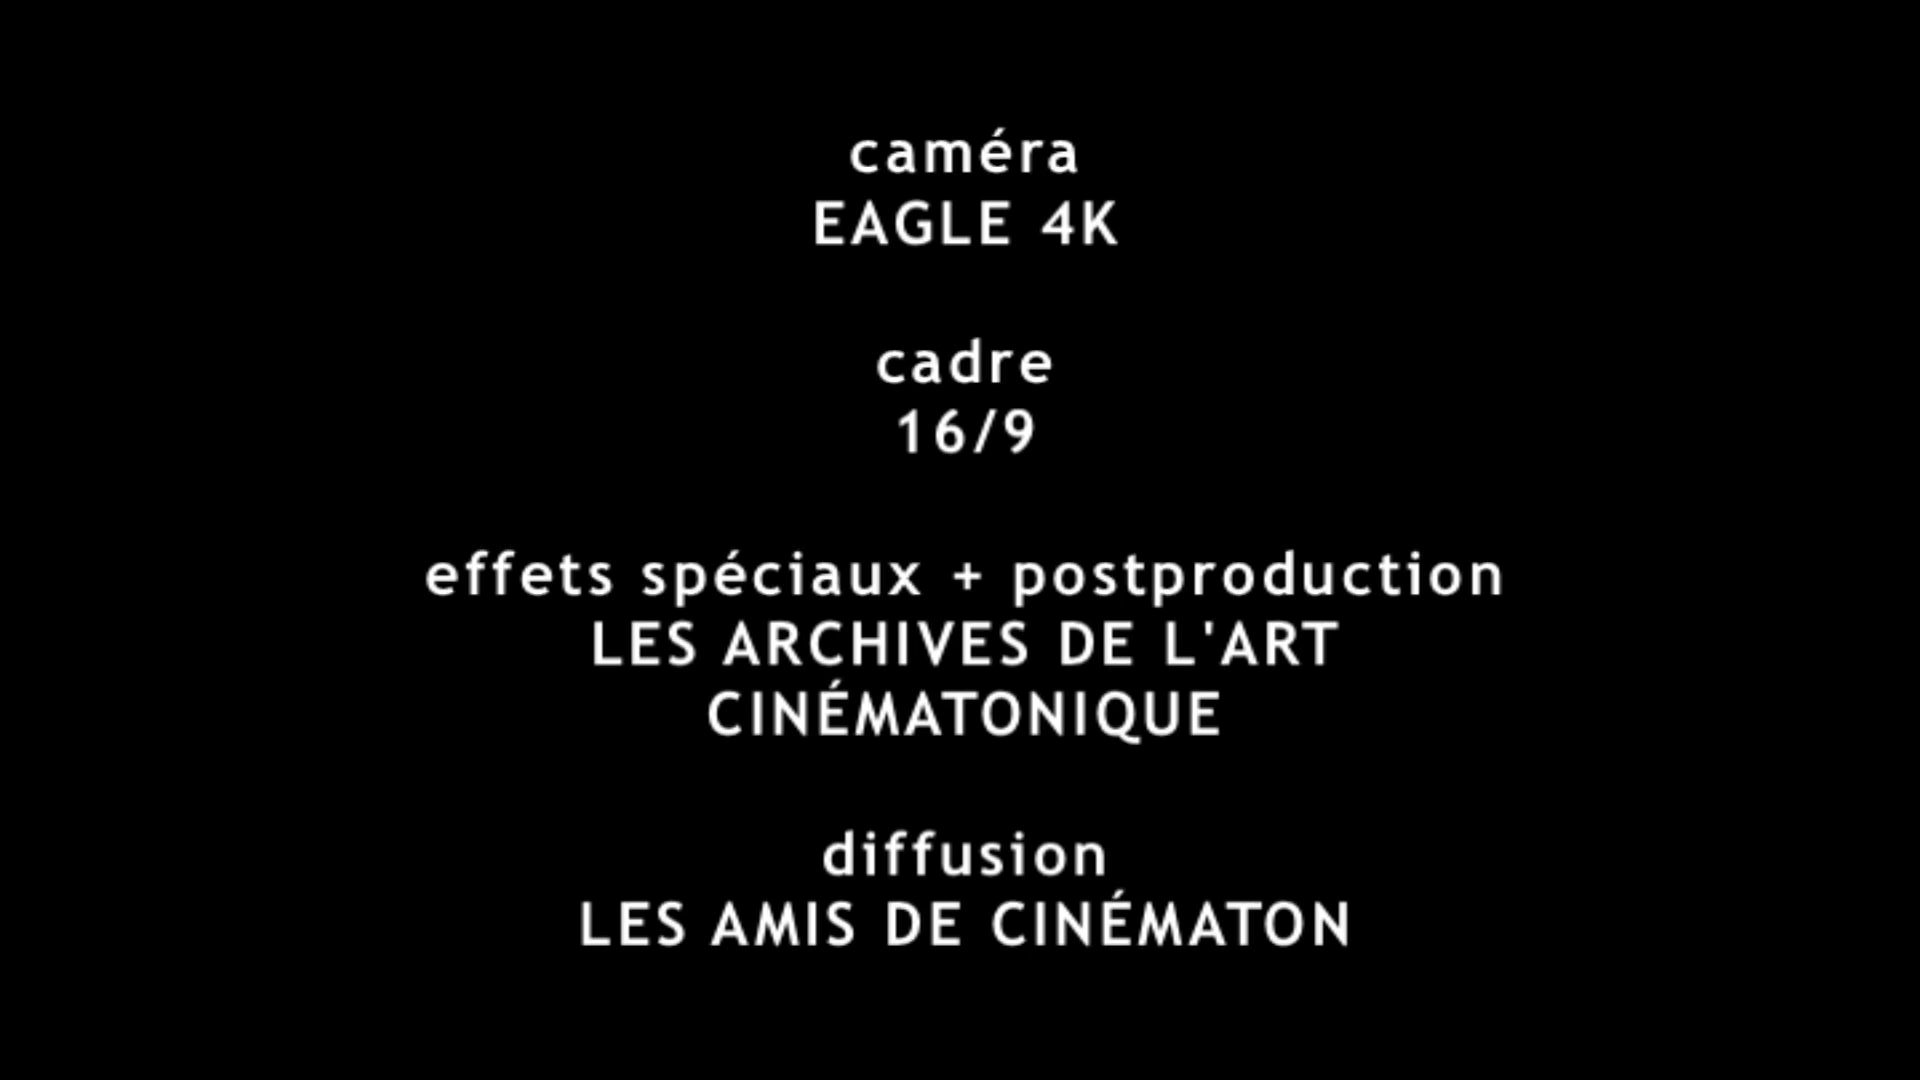 caméra
EAGLE 4K
cadre
16/9
effets spéciaux + postproduction
LES ARCHIVES DE L'ART
CINÉMATONIQUE
diffusion
LES AMIS DE CINÉMATON